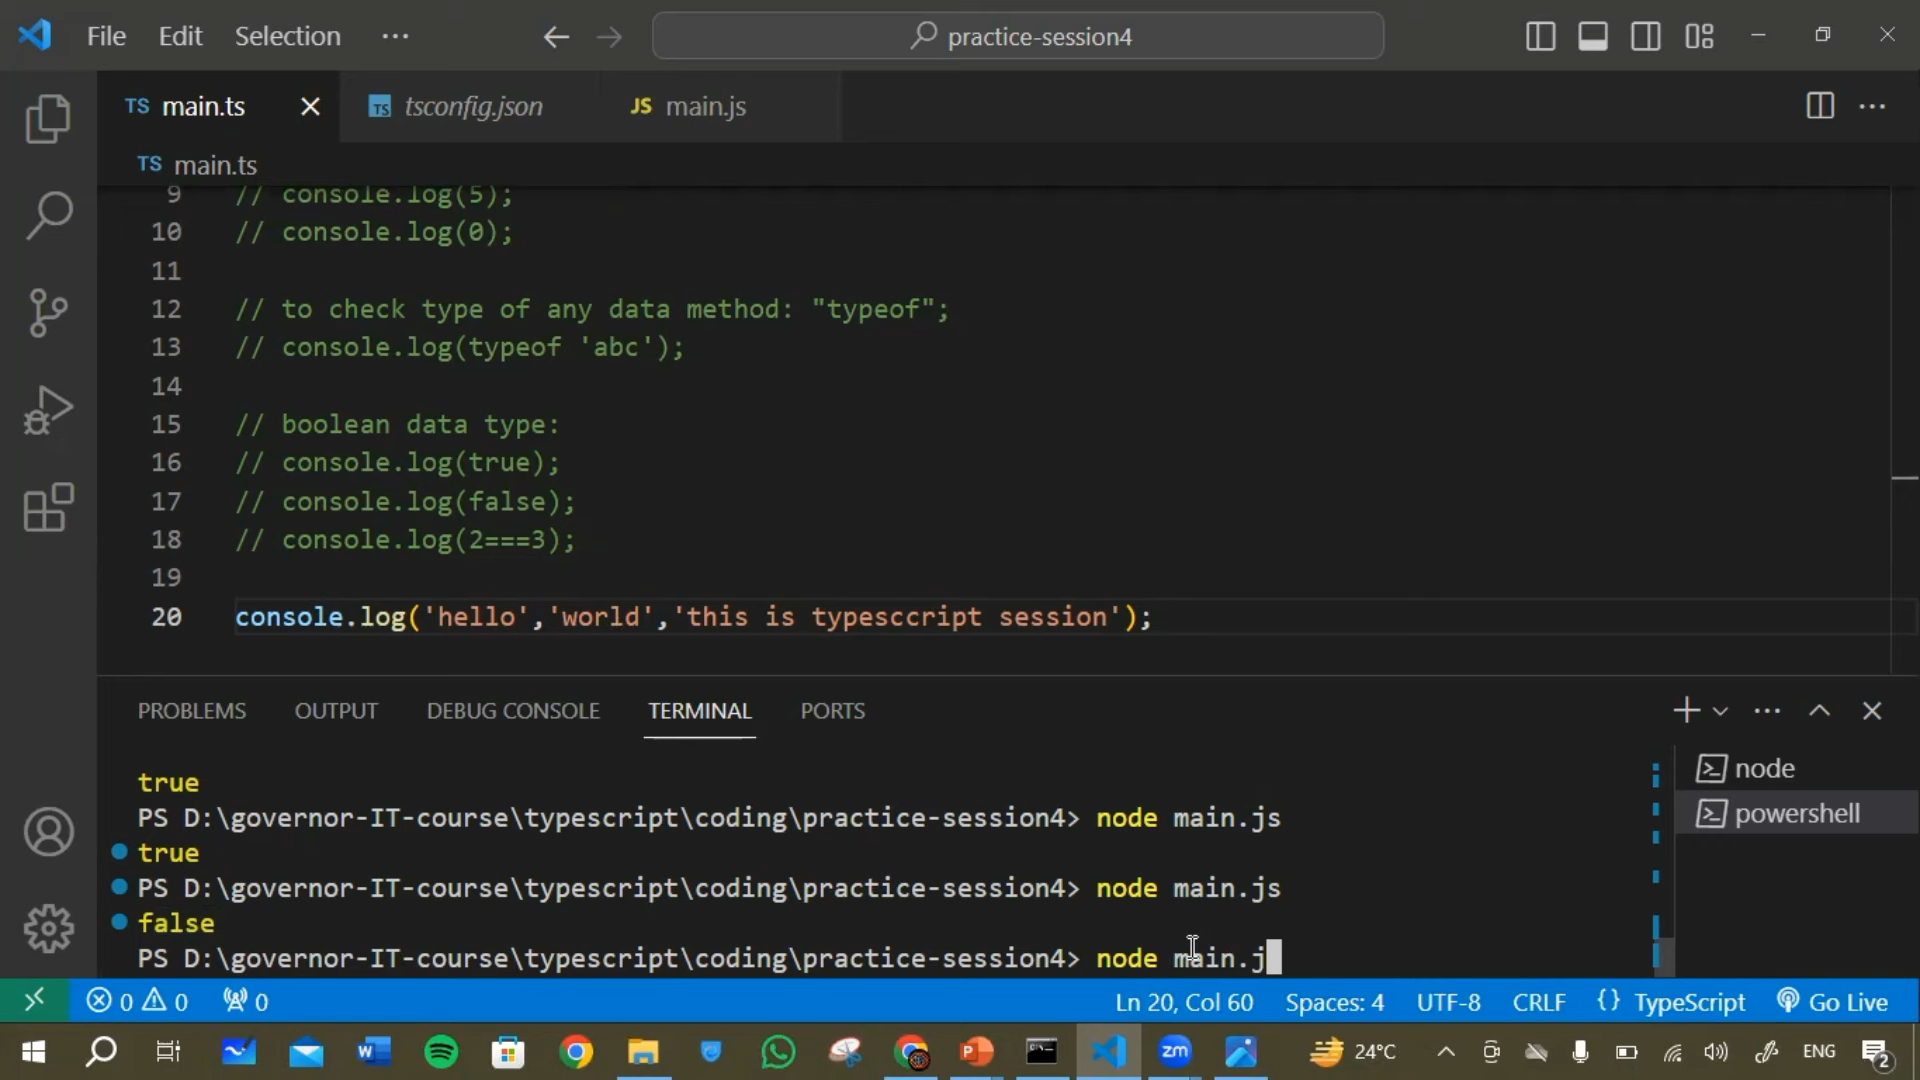 File Edit Selection ··· practice-session4
TS main.ts tsconfig.json JS main.js
TS main.ts
9 // console.log(5);
10 // console.log(0);
11
12 // to check type of any data method: "typeof";
13 // console.log(typeof 'abc');
14
15 // boolean data type:
16 // console.log(true);
17 // console.log(false);
18 // console.log(2===3);
19
20 console.log('hello','world','this is typesccript session');
PROBLEMS OUTPUT DEBUG CONSOLE TERMINAL PORTS
true
PS D:\governor-IT-course\typescript\coding\practice-session4> node main.js
true
PS D:\governor-IT-course\typescript\coding\practice-session4> node main.js
false
PS D:\governor-IT-course\typescript\coding\practice-session4> node main.j
node
powershell
0 0 0 Ln 20, Col 60 Spaces: 4 UTF-8 CRLF {} TypeScript Go Live
zm 24°C ENG 2